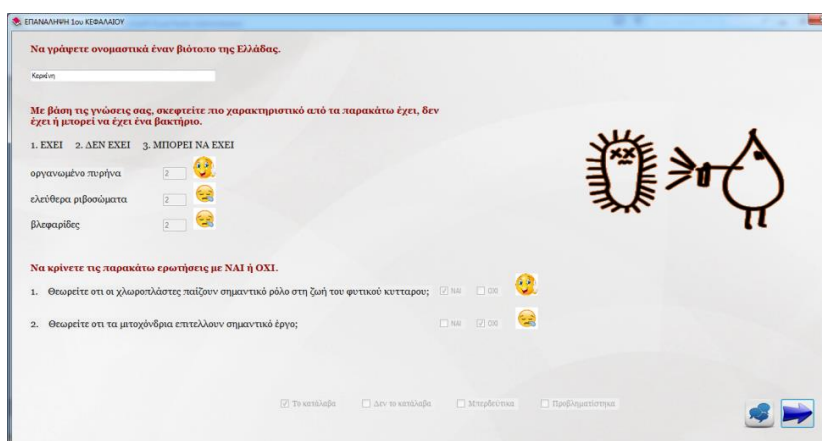 ΕΠΑΝΑΛΗΨΗ 1ου ΚΕΦΑΛΑΙΟΥ
Να γράψετε ονομαστικά έναν βιότοπο της Ελλάδας.
Κερκίνη
Με βάση τις γνώσεις σας, σκεφτείτε πιο χαρακτηριστικό από τα παρακάτω έχει, δεν
έχει ή μπορεί να έχει ένα βακτήριο.
1. ΕΧΕΙ 2. ΔΕΝ ΕΧΕΙ 3. ΜΠΟΡΕΙ ΝΑ ΕΧΕΙ
οργανωμένο πυρήνα 2
ελεύθερα ριβοσώματα 2
βλεφαρίδες 2
Να κρίνετε τις παρακάτω ερωτήσεις με ΝΑΙ ή ΟΧΙ.
1. Θεωρείτε οτι οι χλωροπλάστες παίζουν σημαντικό ρόλο στη ζωή του φυτικού κυτταρου; ΝΑΙ ΟΧΙ
2. Θεωρείτε οτι τα μιτοχόνδρια επιτελλουν σημαντικό έργο; ΝΑΙ ΟΧΙ
Το κατάλαβα Δεν το κατάλαβα Μπερδεύτικα Προβληματίστηκα